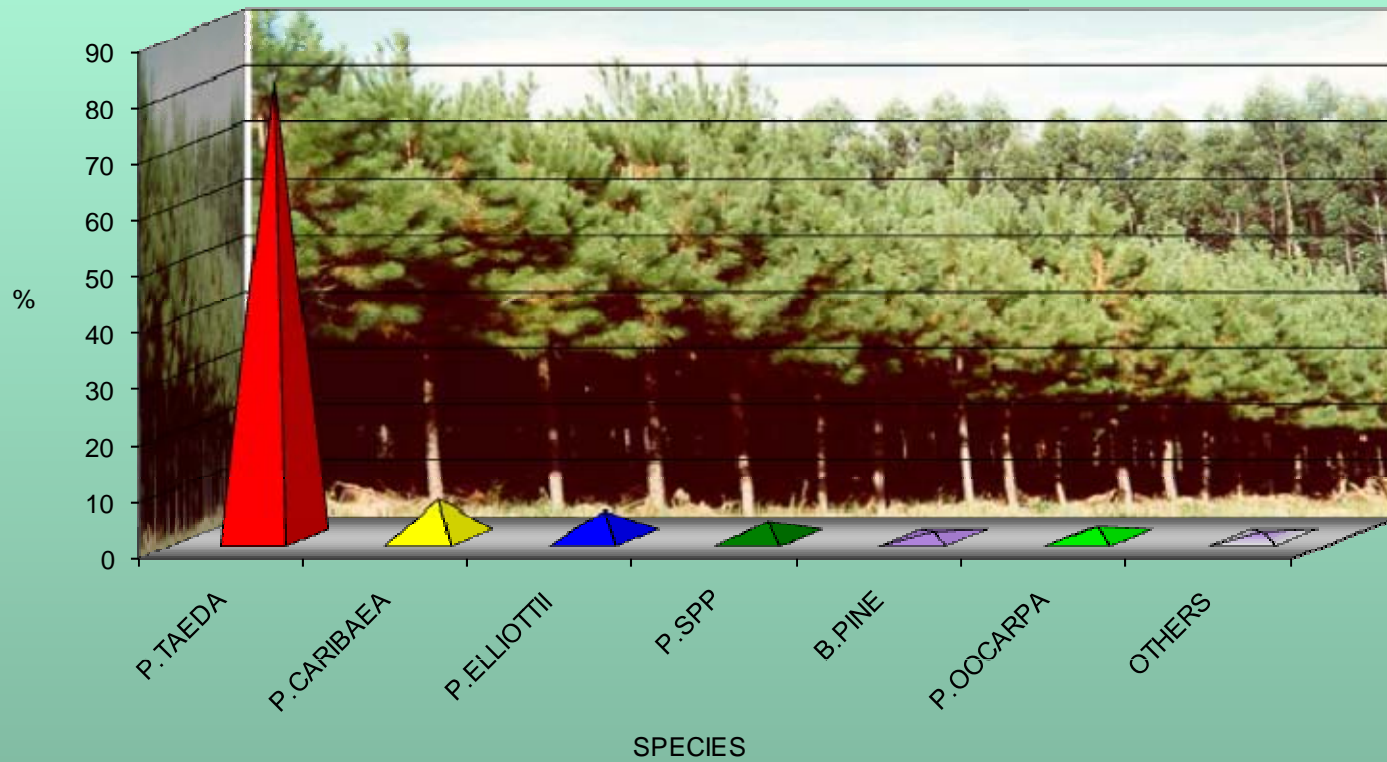 90
80
70
60
50
%
40
30
20
10
0
P.TAEDA
P.CARIBAEA
P.ELLIOTTII
P.SPP
B.PINE
P.OOCARPA
OTHERS
SPECIES